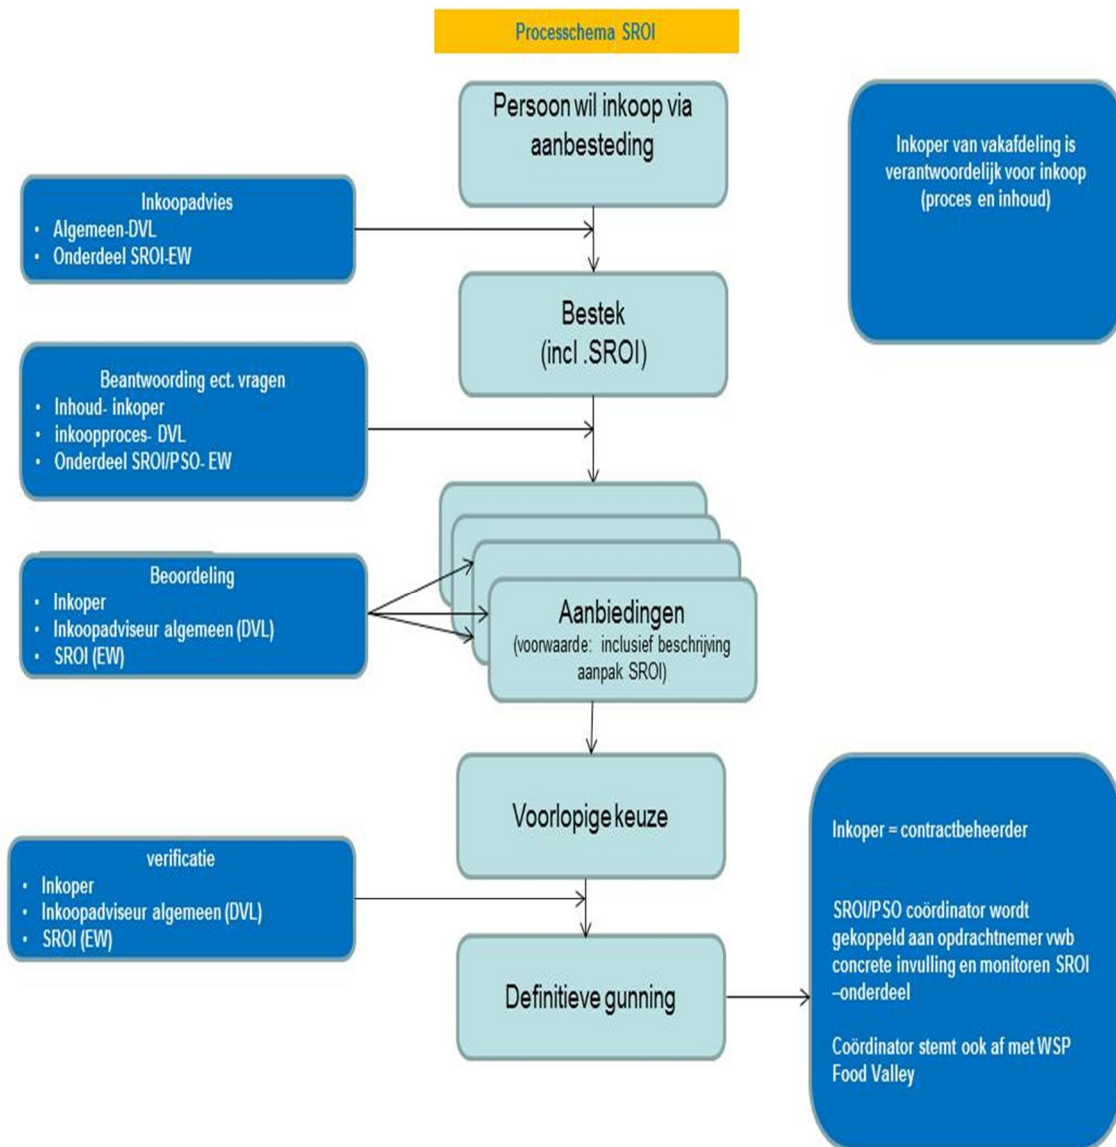 Processchema SROI
Persoon wil inkoop via
aanbesteding
Inkoper van vakafdeling is
verantwoordelijk voor inkoop
(proces en inhoud)
Inkoopadvies
• Algemeen-DVL
• Onderdeel SROI-EW
Bestek
(incl .SROI)
Beantwoording ect. vragen
• Inhoud- inkoper
• inkoopproces- DVL
• Onderdeel SROI/PSO- EW
Beoordeling
• Inkoper
• Inkoopadviseur algemeen (DVL)
• SROI (EW)
Aanbiedingen
(voorwaarde: inclusief beschrijving
aanpak SROI)
Voorlopige keuze
verificatie
• Inkoper
• Inkoopadviseur algemeen (DVL)
• SROI (EW)
Definitieve gunning
Inkoper = contractbeheerder
SROI/PSO coördinator wordt
gekoppeld aan opdrachtnemer vwb
concrete invulling en monitoren SROI
–onderdeel
Coördinator stemt ook af met WSP
Food Valley